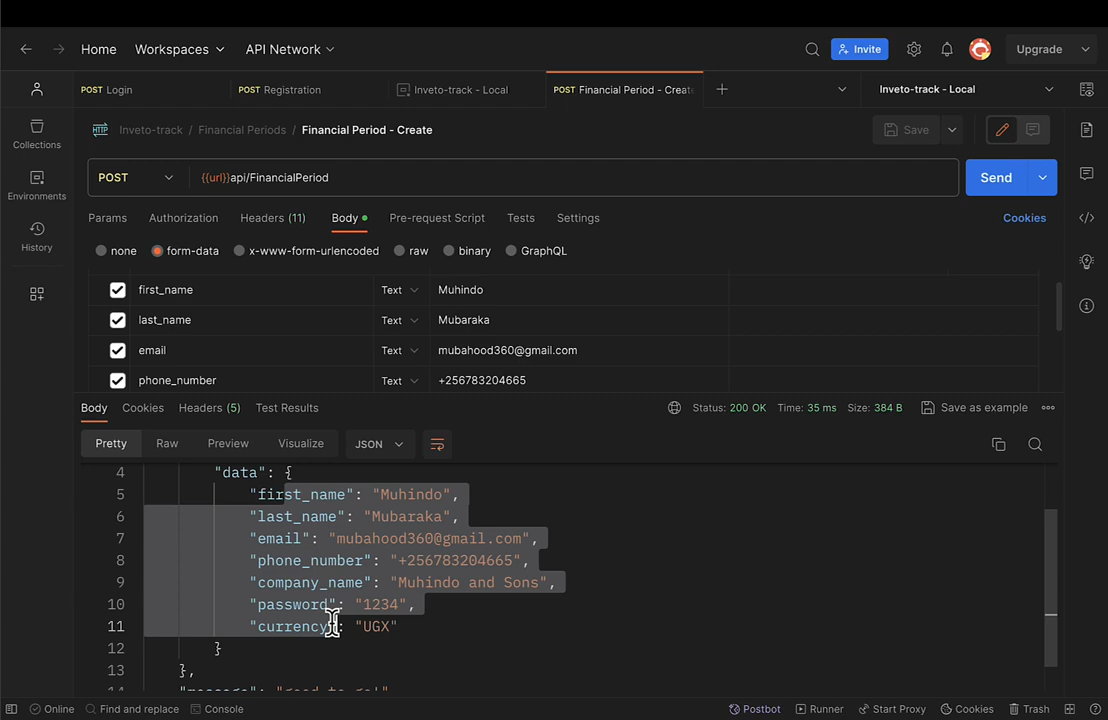 Home Workspaces API Network Invite Upgrade
POST Login POST Registration Inveto-track - Local POST Financial Period - Create Inveto-track - Local
HTTP Inveto-track / Financial Periods / Financial Period - Create Save
POST {{url}}api/FinancialPeriod Send
Params Authorization Headers (11) Body Pre-request Script Tests Settings Cookies
none form-data x-www-form-urlencoded raw binary GraphQL
Collections
Environments
History
first_name Text Muhindo
last_name Text Mubaraka
email Text mubahood360@gmail.com
phone_number Text +256783204665
Body Cookies Headers (5) Test Results Status: 200 OK Time: 35 ms Size: 384 B Save as example
Pretty Raw Preview Visualize JSON
4 "data": {
5 "first_name": "Muhindo",
6 "last_name": "Mubaraka",
7 "email": "mubahood360@gmail.com",
8 "phone_number": "+256783204665",
9 "company_name": "Muhindo and Sons",
10 "password": "1234",
11 "currency": "UGX"
12 }
13 },
14 "message": "good to go!"
Online Find and replace Console Postbot Runner Start Proxy Cookies Trash